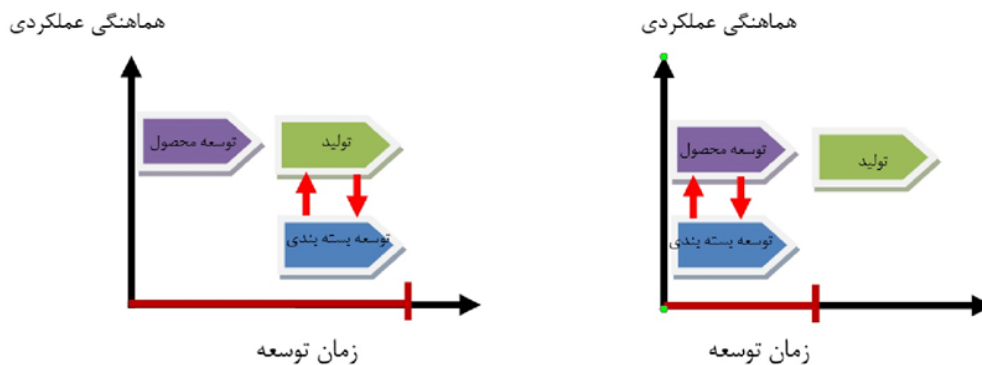 هماهنگی عملکردی
توسعه محصول
تولید
توسعه بسته بندی
زمان توسعه
هماهنگی عملکردی
توسعه محصول
تولید
توسعه بسته بندی
زمان توسعه